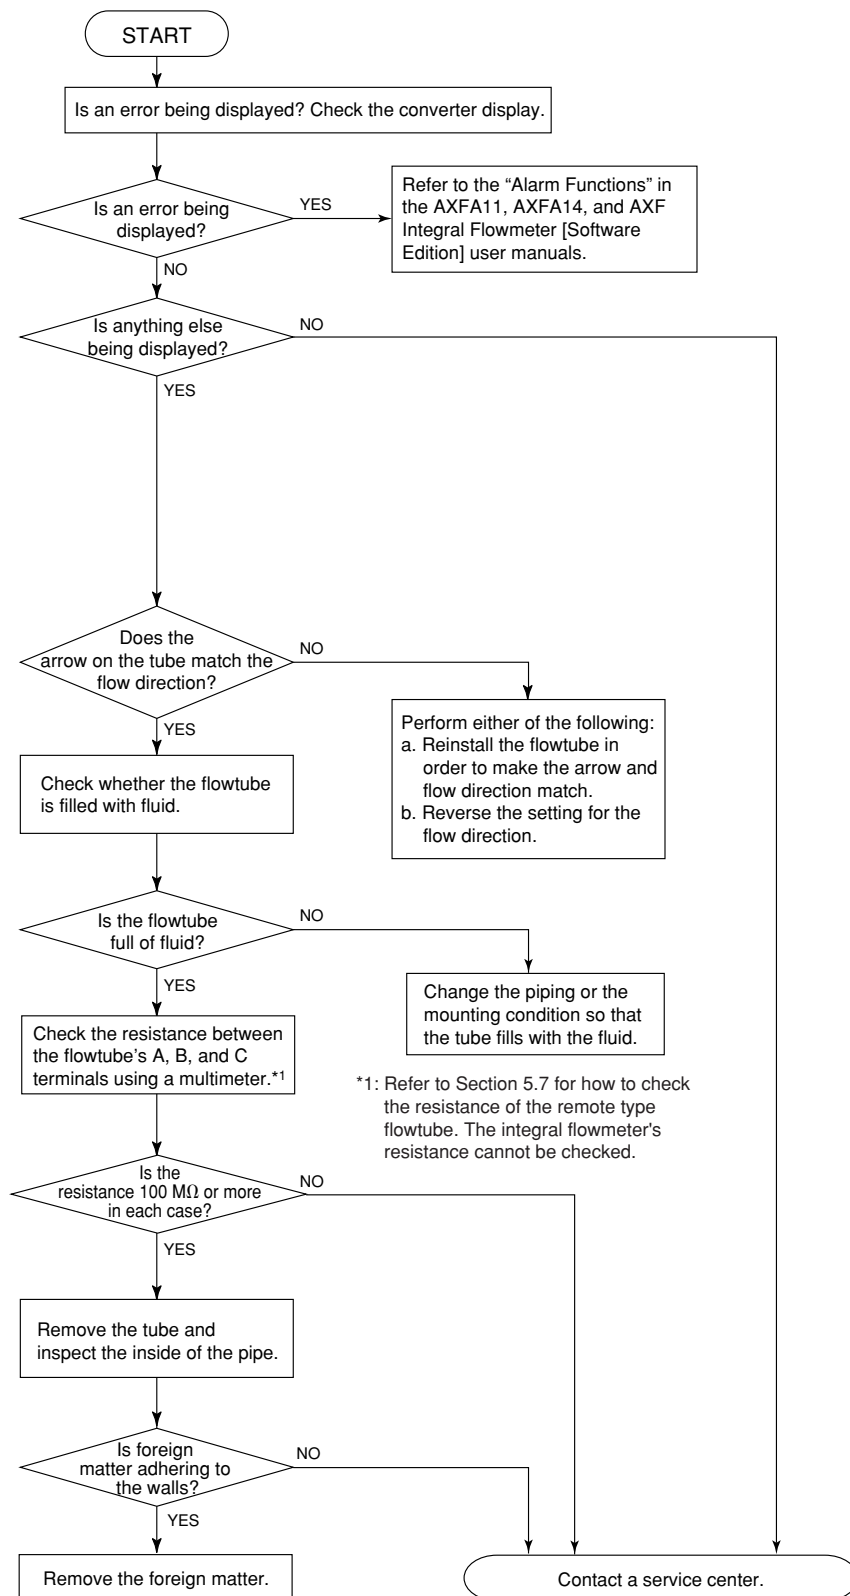 START
Is an error being displayed? Check the converter display.
Is an error being
displayed?
YES
Refer to the “Alarm Functions” in
the AXFA11, AXFA14, and AXF
Integral Flowmeter [Software
Edition] user manuals.
NO
Is anything else
being displayed?
NO
YES
Does the
arrow on the tube match the
flow direction?
NO
YES
Perform either of the following:
a. Reinstall the flowtube in
order to make the arrow and
flow direction match.
b. Reverse the setting for the
flow direction.
Check whether the flowtube
is filled with fluid.
Is the flowtube
full of fluid?
NO
YES
Change the piping or the
mounting condition so that
the tube fills with the fluid.
Check the resistance between
the flowtube’s A, B, and C
terminals using a multimeter.*1
*1: Refer to Section 5.7 for how to check
the resistance of the remote type
flowtube. The integral flowmeter's
resistance cannot be checked.
Is the
resistance 100 MΩ or more
in each case?
NO
YES
Remove the tube and
inspect the inside of the pipe.
Is foreign
matter adhering to
the walls?
NO
YES
Remove the foreign matter.
Contact a service center.